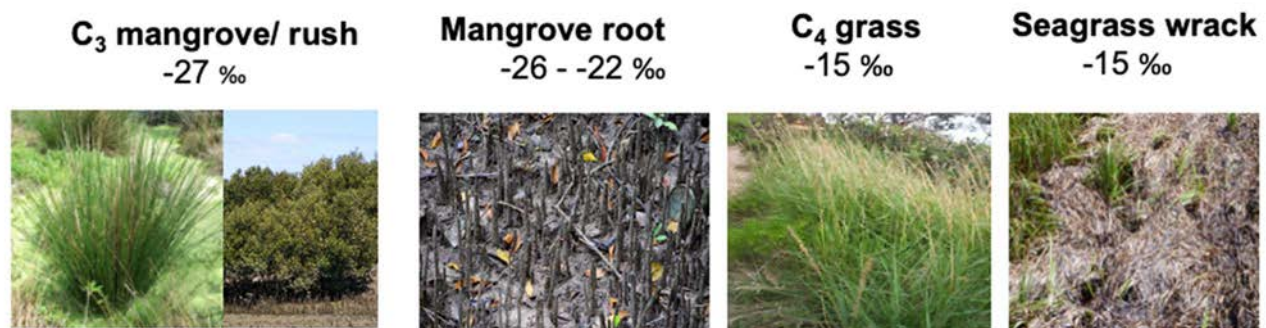 C₃ mangrove/ rush
-27 ‰
Mangrove root
-26 - -22 ‰
C₄ grass
-15 ‰
Seagrass wrack
-15 ‰